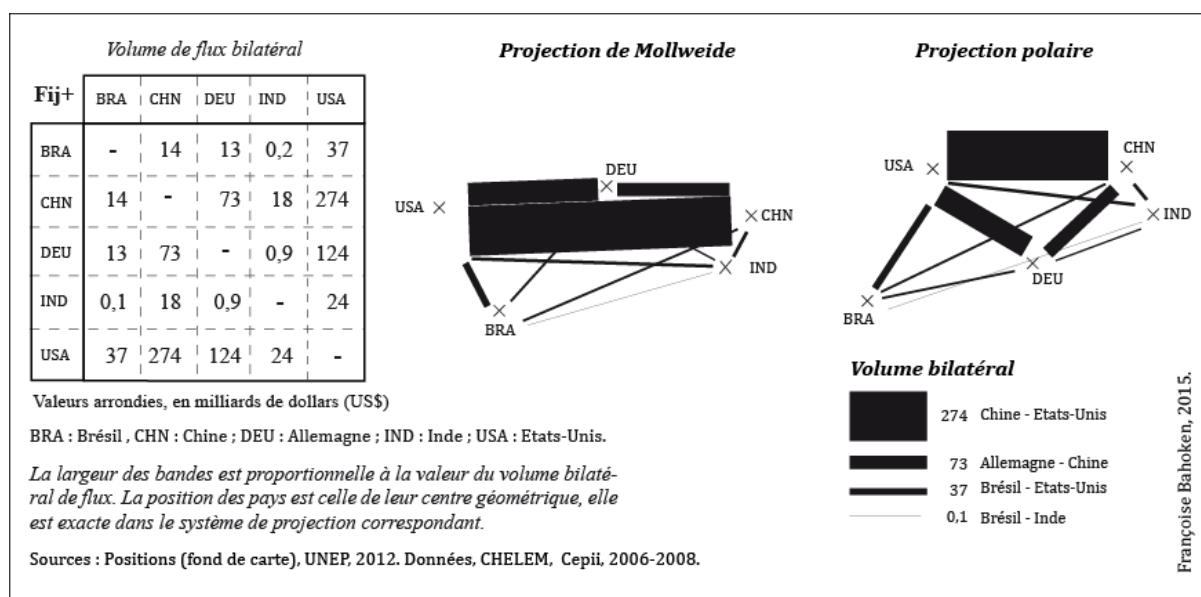 Volume de flux bilatéral
Fij+ BRA CHN DEU IND USA
BRA - 14 13 0,2 37
CHN 14 - 73 18 274
DEU 13 73 - 0,9 124
IND 0,1 18 0,9 - 24
USA 37 274 124 24 -
Valeurs arrondies, en milliards de dollars (US$)
BRA : Brésil , CHN : Chine ; DEU : Allemagne ; IND : Inde ; USA : Etats-Unis.
La largeur des bandes est proportionnelle à la valeur du volume bilaté-
ral de flux. La position des pays est celle de leur centre géométrique, elle
est exacte dans le système de projection correspondant.
Sources : Positions (fond de carte), UNEP, 2012. Données, CHELEM, Cepii, 2006-2008.
Projection de Mollweide
DEU
USA
CHN
IND
BRA
Projection polaire
CHN
USA
IND
DEU
BRA
Volume bilatéral
274 Chine - Etats-Unis
73 Allemagne - Chine
37 Brésil - Etats-Unis
0,1 Brésil - Inde
Françoise Bahoken, 2015.